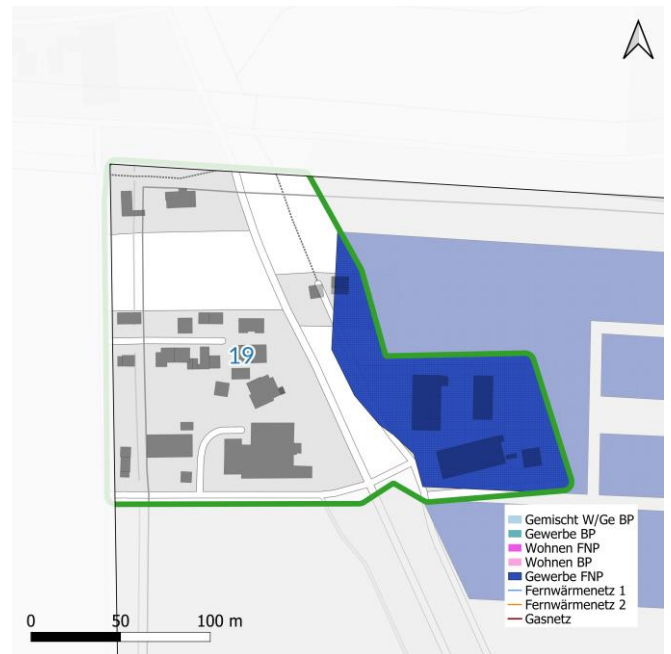 19
Gemischt W/Ge BP
Gewerbe BP
Wohnen FNP
Wohnen BP
Gewerbe FNP
Fernwärmenetz 1
Fernwärmenetz 2
Gasnetz
0 50 100 m